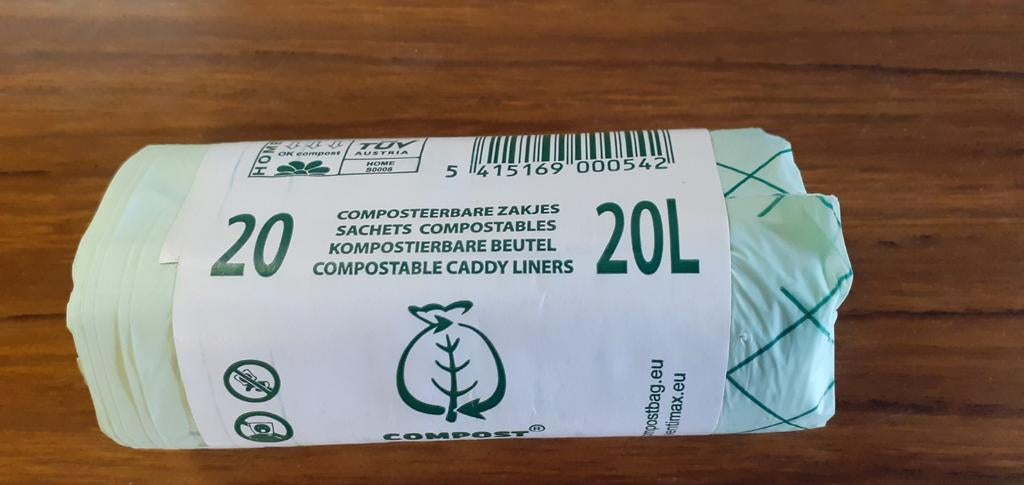 HOME
OK compost
TÜV
AUSTRIA
HOME
S0006
5 415169 000542
20
COMPOSTEERBARE ZAKJES
SACHETS COMPOSTABLES
KOMPOSTIERBARE BEUTEL
COMPOSTABLE CADDY LINERS
20L
COMPOST®